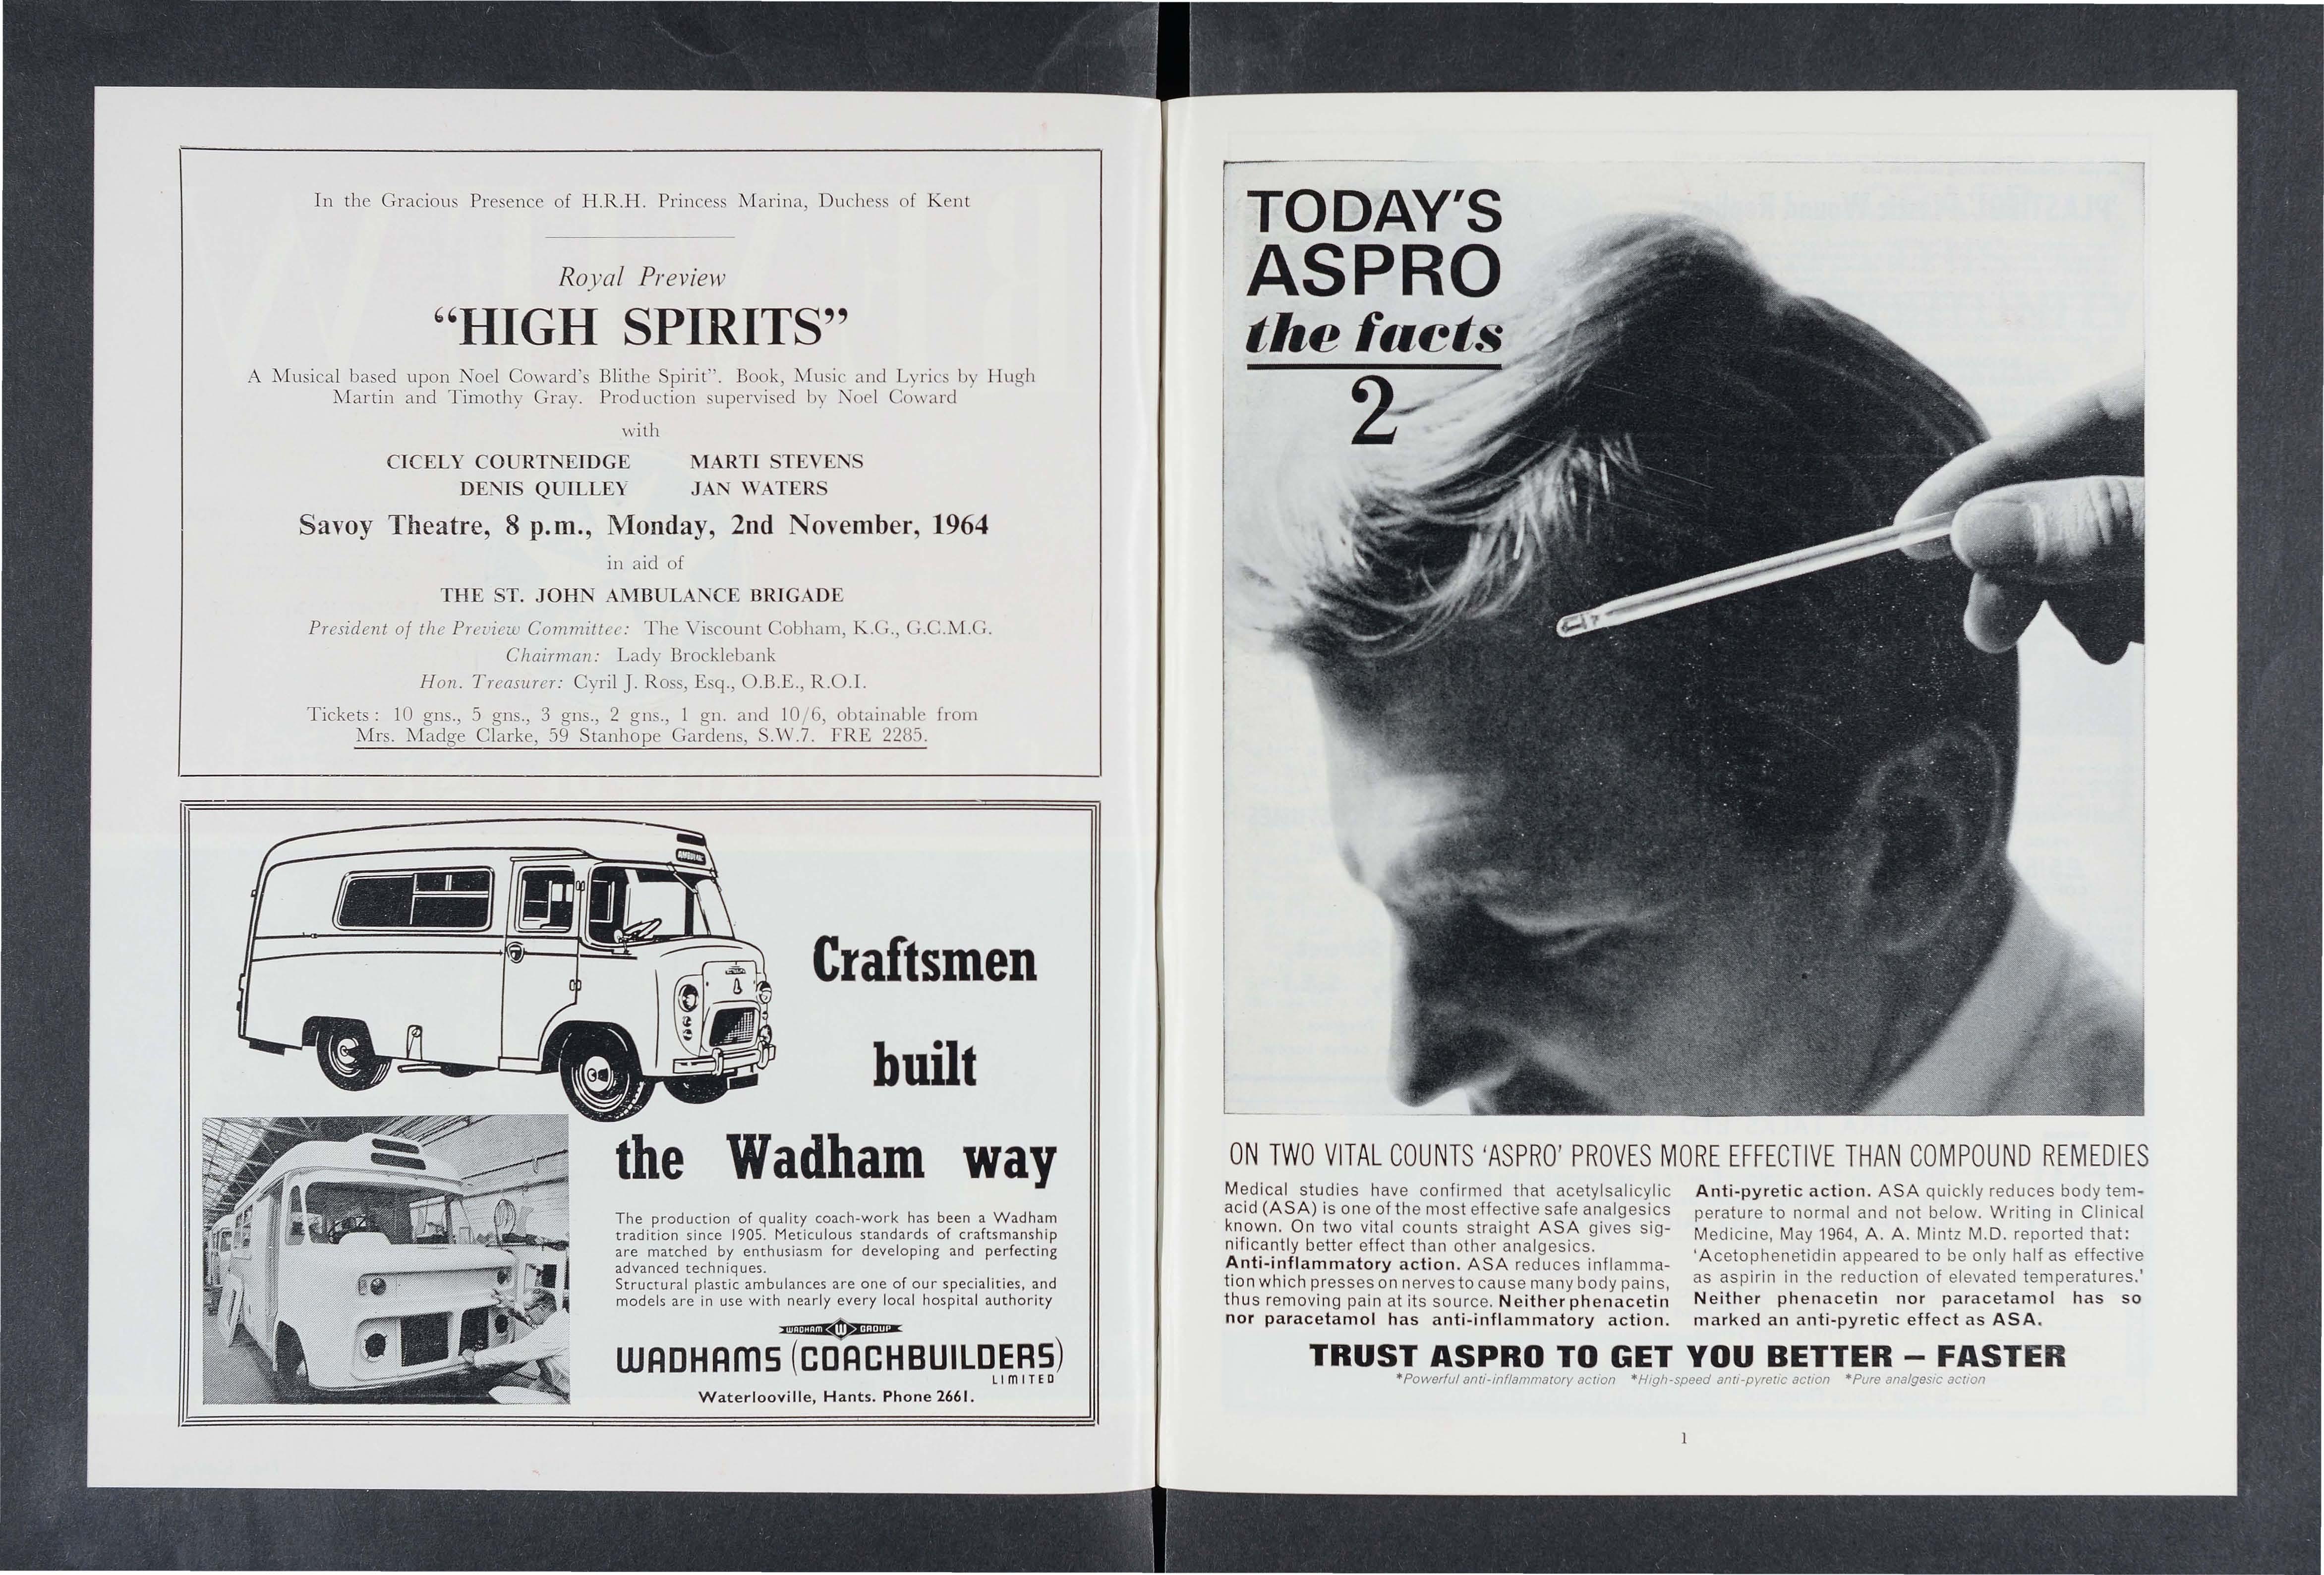 In the Gracious Presence of H.R.H. Princess Marina, Duchess of Kent
Royal Preview
“HIGH SPIRITS”
A Musical based upon Noel Coward’s Blithe Spirit”. Book, Music and Lyrics by Hugh
Martin and Timothy Gray. Production supervised by Noel Coward
with
CICELY COURTNEIDGE MARTI STEVENS
DENIS QUILLEY JAN WATERS
Savoy Theatre, 8 p.m., Monday, 2nd November, 1964
in aid of
THE ST. JOHN AMBULANCE BRIGADE
President of the Preview Committee: The Viscount Cobham, K.G., G.C.M.G.
Chairman: Lady Brocklebank
Hon. Treasurer: Cyril J. Ross, Esq., O.B.E., R.O.I.
Tickets: 10 gns., 5 gns., 3 gns., 2 gns., 1 gn. and 10/6, obtainable from
Mrs. Madge Clarke, 59 Stanhope Gardens, S.W.7. FRE 2285.
AMBULANCE
Craftsmen
built
the Wadham way
The production of quality coach-work has been a Wadham
tradition since 1905. Meticulous standards of craftsmanship
are matched by enthusiasm for developing and perfecting
advanced techniques.
Structural plastic ambulances are one of our specialities, and
models are in use with nearly every local hospital authority
WADHAM W GROUP
WADHAMS (COACHBUILDERS)
LIMITED
Waterlooville, Hants. Phone 2661.
TODAY’S
ASPRO
the facts
2
ON TWO VITAL COUNTS ‘ASPRO’ PROVES MORE EFFECTIVE THAN COMPOUND REMEDIES
Medical studies have confirmed that acetylsalicylic
acid (ASA) is one of the most effective safe analgesics
known. On two vital counts straight ASA gives sig-
nificantly better effect than other analgesics.
Anti-inflammatory action. ASA reduces inflamma-
tion which presses on nerves to cause many body pains,
thus removing pain at its source. Neither phenacetin
nor paracetamol has anti-inflammatory action.
Anti-pyretic action. ASA quickly reduces body tem-
perature to normal and not below. Writing in Clinical
Medicine, May 1964, A. A. Mintz M.D. reported that:
‘Acetophenetidin appeared to be only half as effective
as aspirin in the reduction of elevated temperatures.’
Neither phenacetin nor paracetamol has so
marked an anti-pyretic effect as ASA.
TRUST ASPRO TO GET YOU BETTER – FASTER
*Powerful anti-inflammatory action *High-speed anti-pyretic action *Pure analgesic action
1